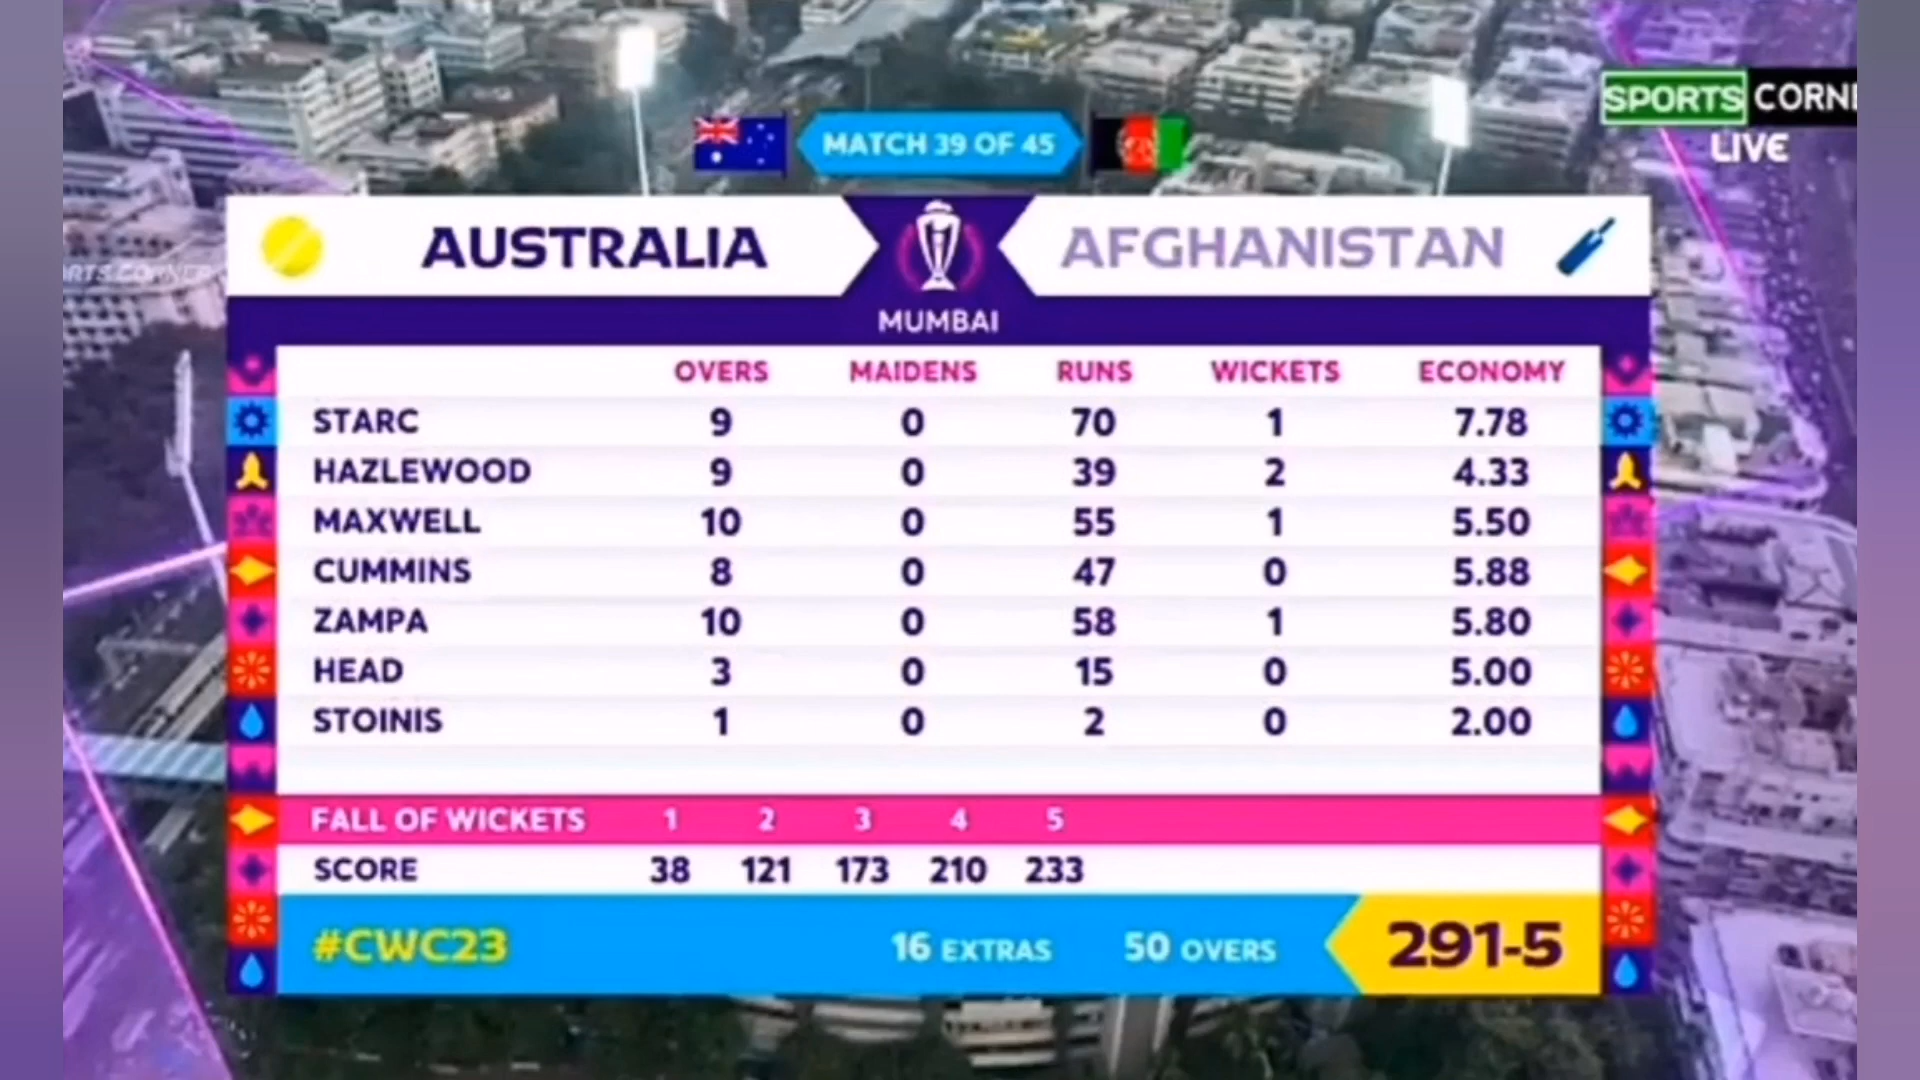 SPORTS CORN
LIVE
MATCH 39 OF 45
AUSTRALIA
AFGHANISTAN
MUMBAI
OVERS MAIDENS RUNS WICKETS ECONOMY
STARC 9 0 70 1 7.78
HAZLEWOOD 9 0 39 2 4.33
MAXWELL 10 0 55 1 5.50
CUMMINS 8 0 47 0 5.88
ZAMPA 10 0 58 1 5.80
HEAD 3 0 15 0 5.00
STOINIS 1 0 2 0 2.00
FALL OF WICKETS 1 2 3 4 5
SCORE 38 121 173 210 233
#CWC23 16 EXTRAS 50 OVERS 291-5